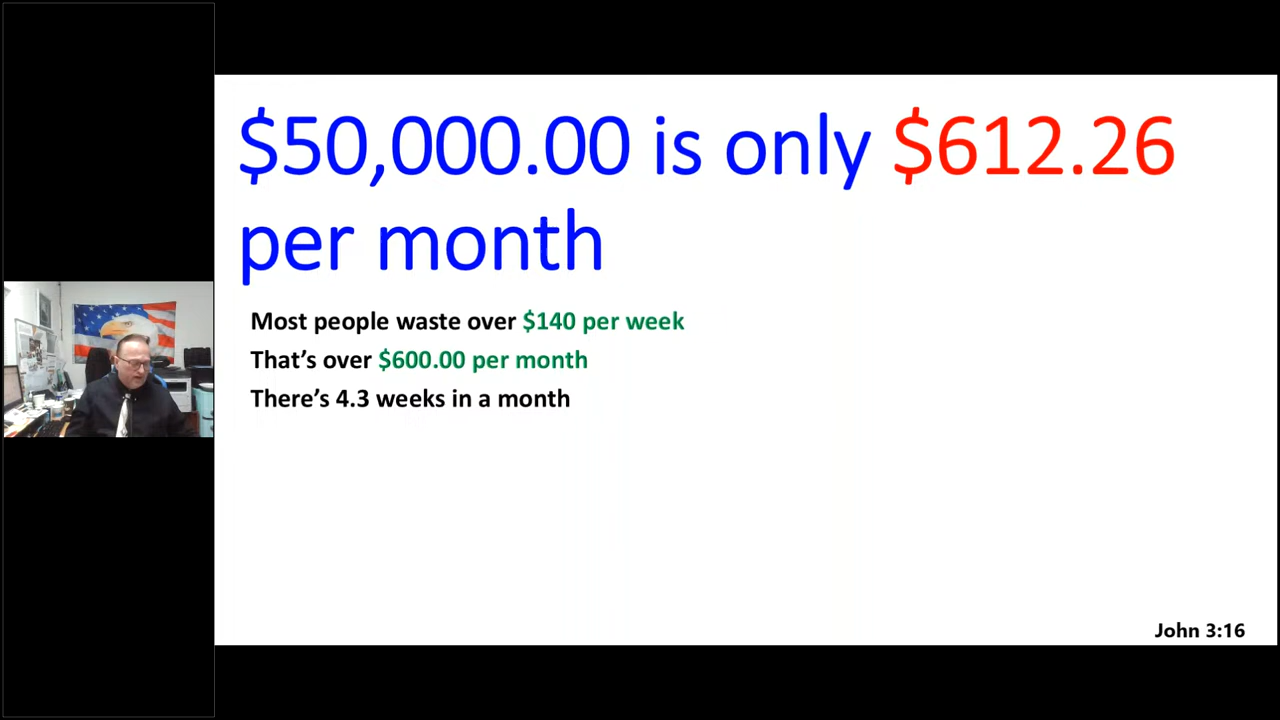 $50,000.00 is only $612.26
per month
Most people waste over $140 per week
That’s over $600.00 per month
There’s 4.3 weeks in a month
John 3:16